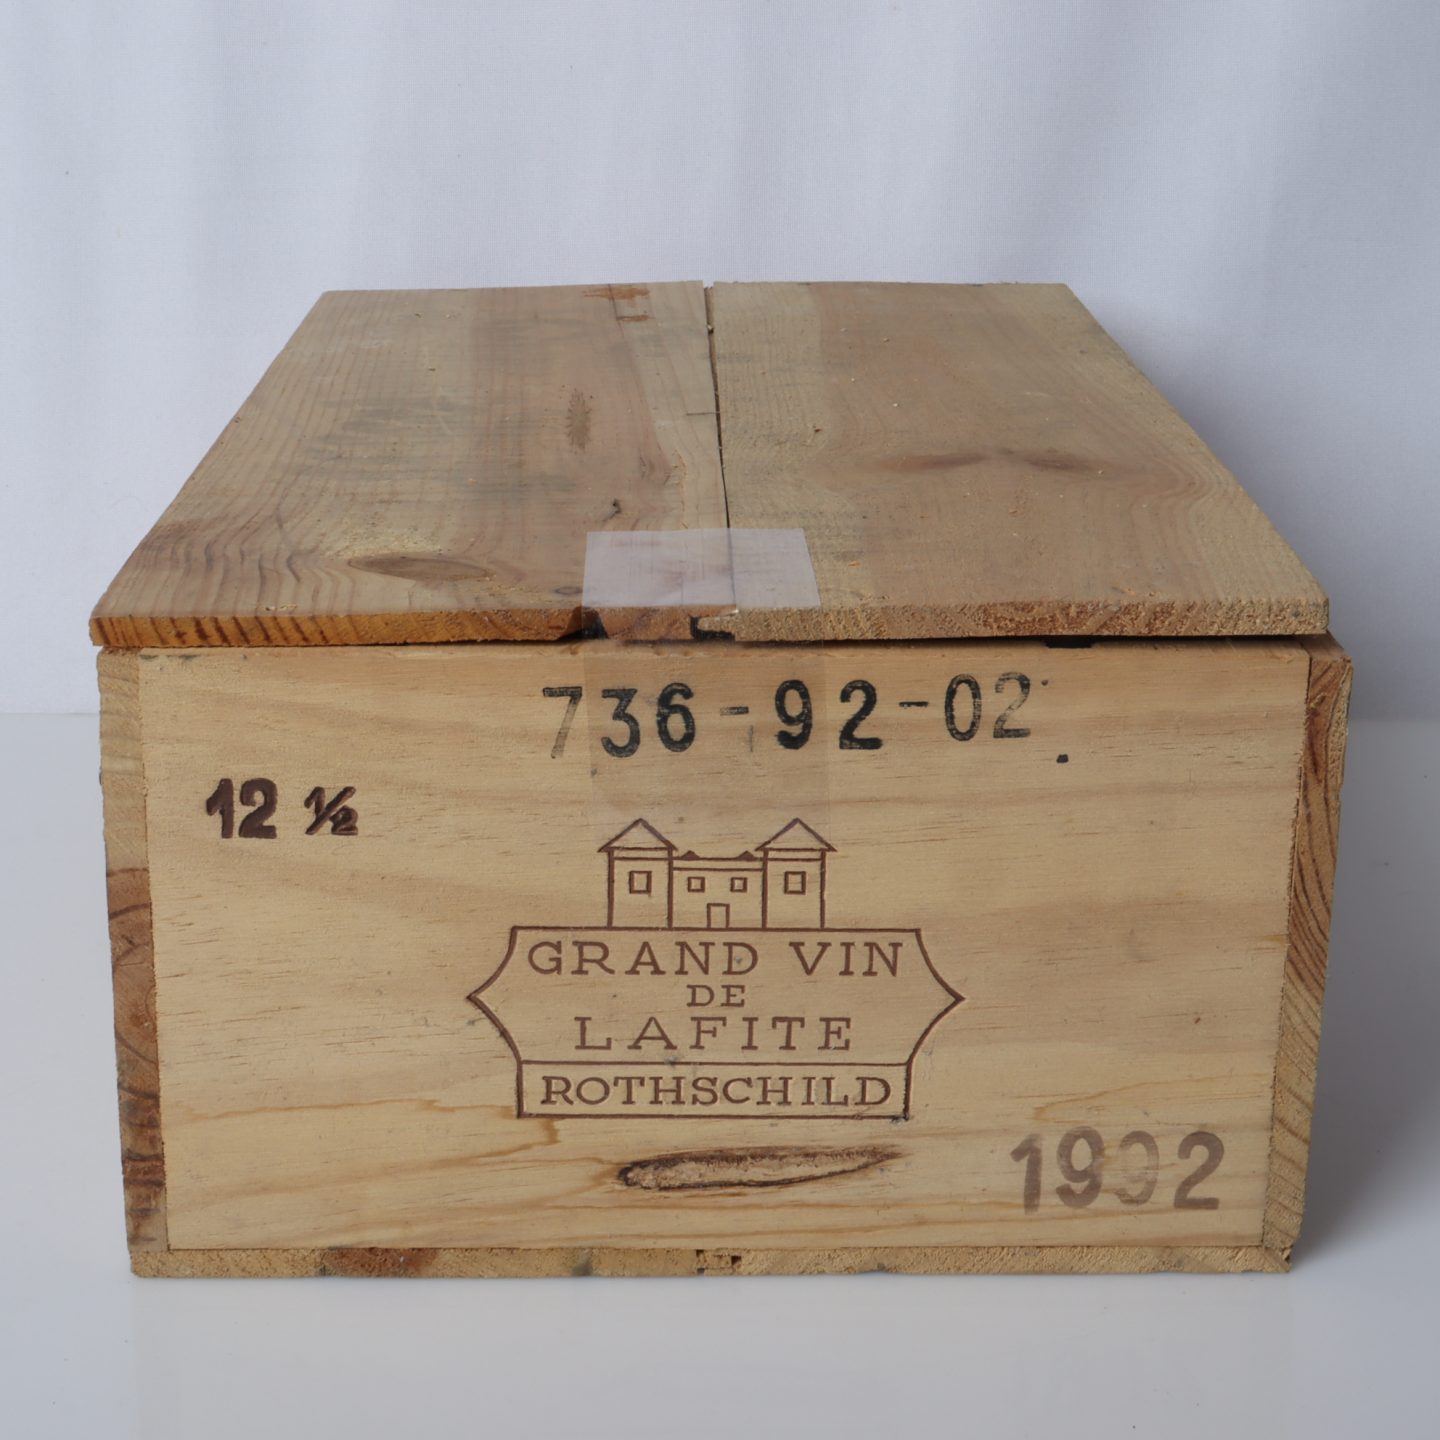 736-92-02
12 ½
GRAND VIN
DE
LAFITE
ROTHSCHILD
1992